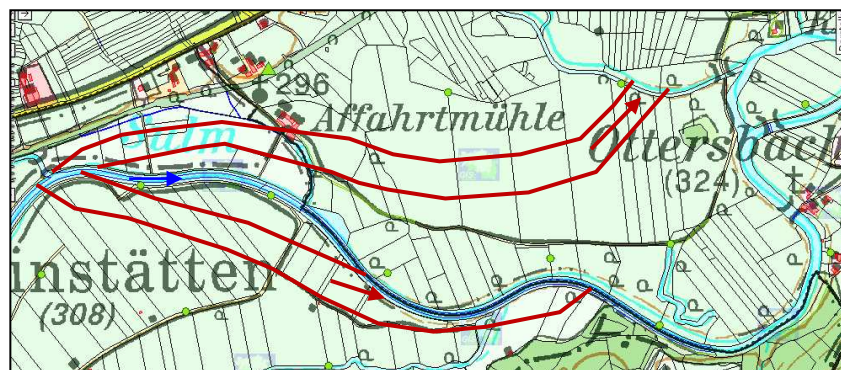 296
Sulm
Affahrtmühle
Ottersbach
(324)
instätten
(308)